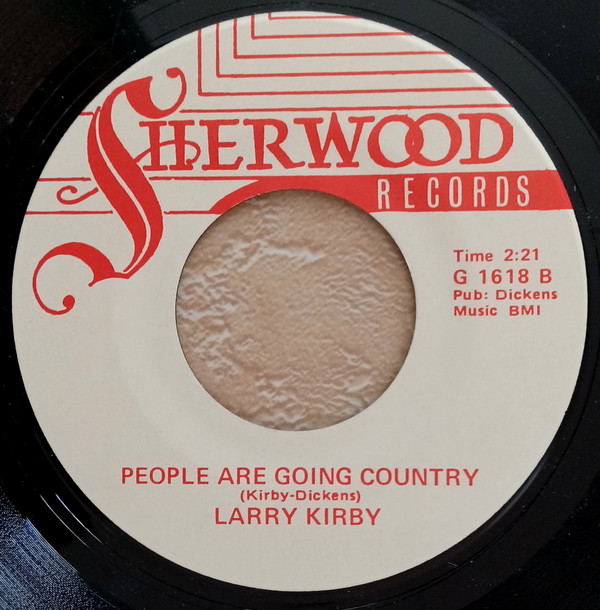 SHERWOOD
RECORDS
Time 2:21
G 1618 B
Pub: Dickens
Music BMI
PEOPLE ARE GOING COUNTRY
(Kirby-Dickens)
LARRY KIRBY